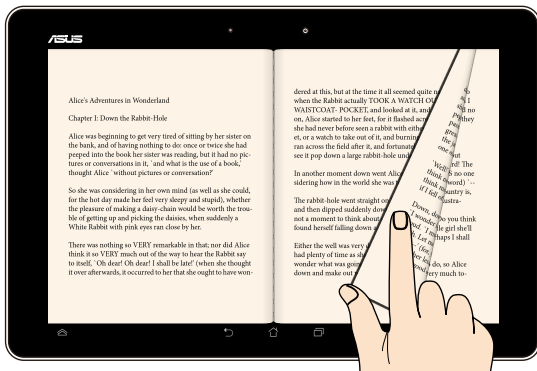 ASUS
Alice's Adventures in Wonderland
Chapter I: Down the Rabbit-Hole
Alice was beginning to get very tired of sitting by her sister on
the bank, and of having nothing to do: once or twice she had
peeped into the book her sister was reading, but it had no pic-
tures or conversations in it, `and what is the use of a book,'
thought Alice `without pictures or conversation?'
So she was considering in her own mind (as well as she could,
for the hot day made her feel very sleepy and stupid), whether
the pleasure of making a daisy-chain would be worth the trou-
ble of getting up and picking the daisies, when suddenly a
White Rabbit with pink eyes ran close by her.
There was nothing so VERY remarkable in that; nor did Alice
think it so VERY much out of the way to hear the Rabbit say
to itself, `Oh dear! Oh dear! I shall be late!' (when she thought
it over afterwards, it occurred to her that she ought to have won-
dered at this, but at the time it all seemed quite
when the Rabbit actually TOOK A WATCH
WAISTCOAT- POCKET, and looked at it, and
on, Alice started to her feet, for it flashed
she had never before seen a rabbit with
et, or a watch to take out of it, and burning
ran across the field after it, and
see it pop down a large rabbit-hole
In another moment down went
sidering how in the world she was
The rabbit-hole went straight on
and then dipped suddenly
not a moment to think about
found herself falling down
Either the well was very
had plenty of time as
wonder what was
down and make out